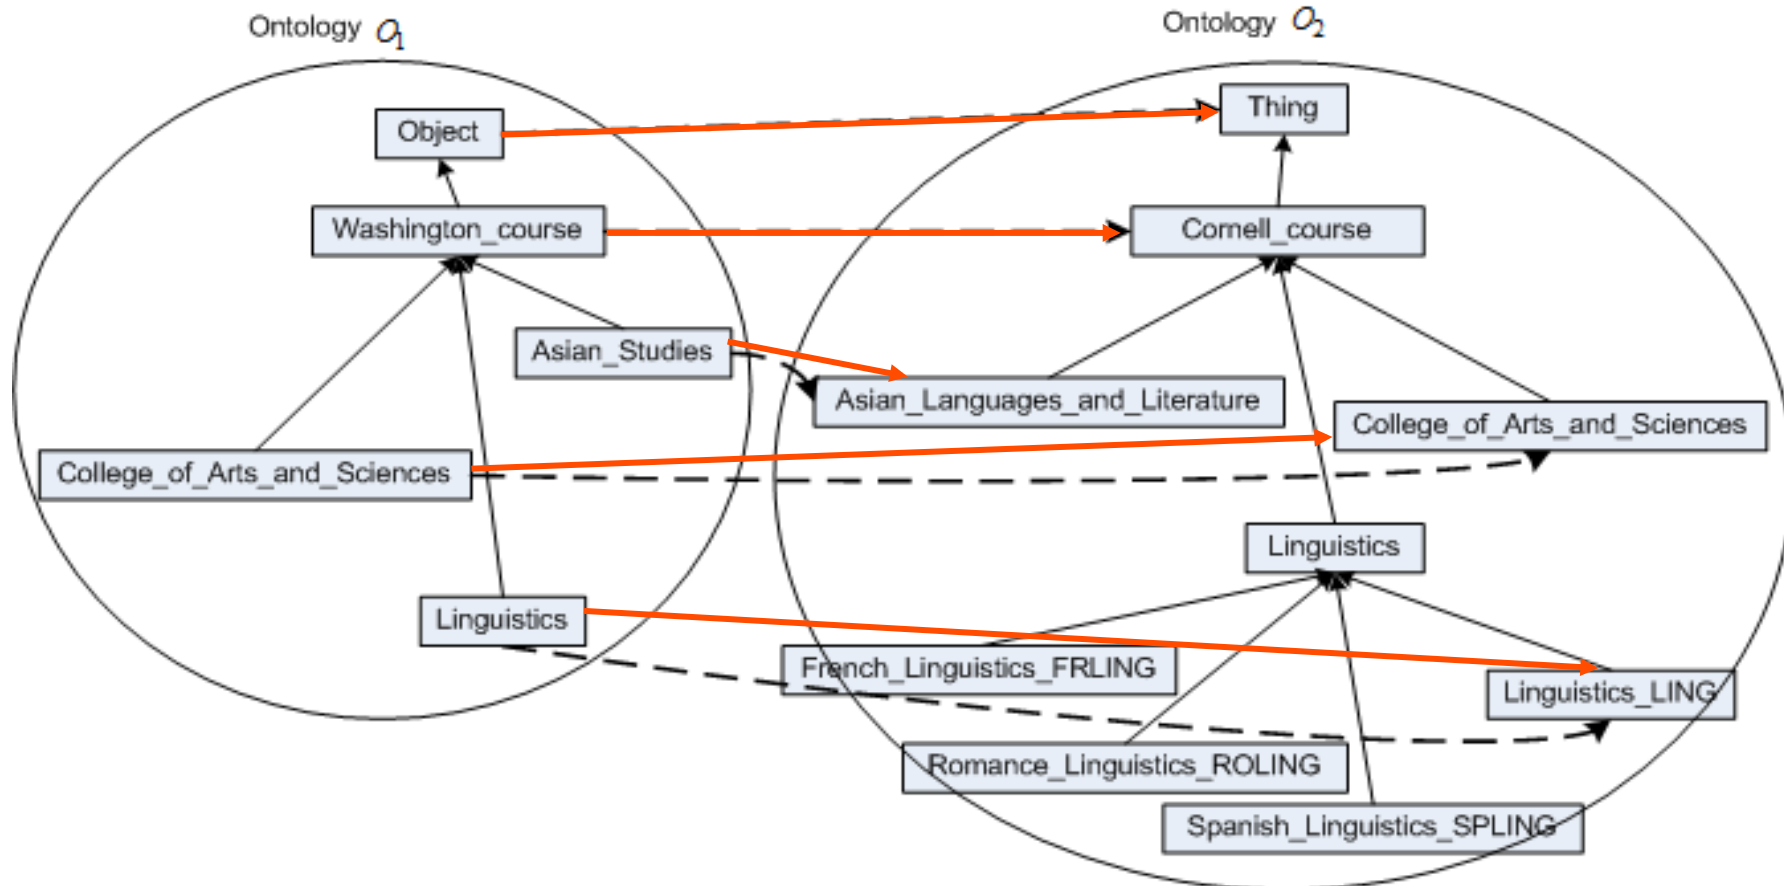 Ontology O1
Ontology O2
Object
Thing
Washington_course
Cornell_course
Asian_Studies
Asian_Languages_and_Literature
College_of_Arts_and_Sciences
College_of_Arts_and_Sciences
Linguistics
Linguistics
French_Linguistics_FRLING
Linguistics_LING
Romance_Linguistics_ROLING
Spanish_Linguistics_SPLING